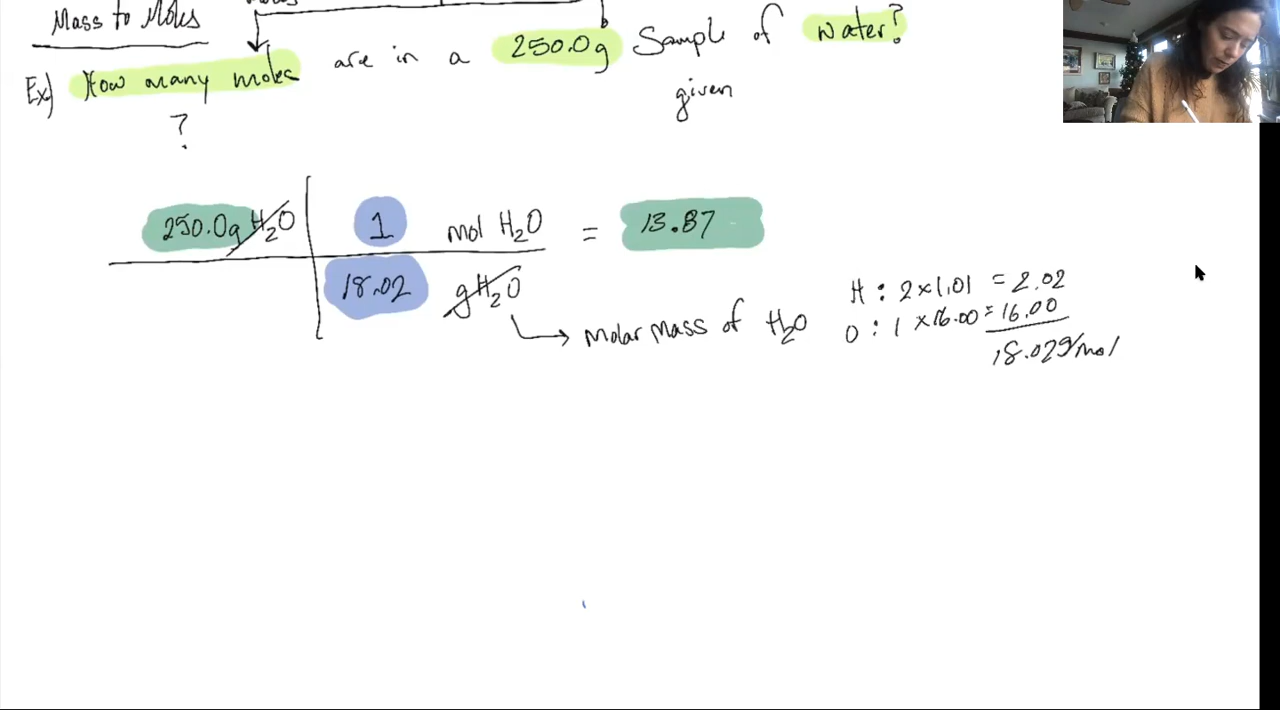 Mass to Moles
Ex) How many moles are in a 250.0g Sample of water?
? given
250.0g H₂O | 1 mol H₂O = 13.87
18.02 g H₂O
→ Molar Mass of H₂O
H : 2 × 1.01 = 2.02
O : 1 × 16.00 = 16.00
18.02g/mol